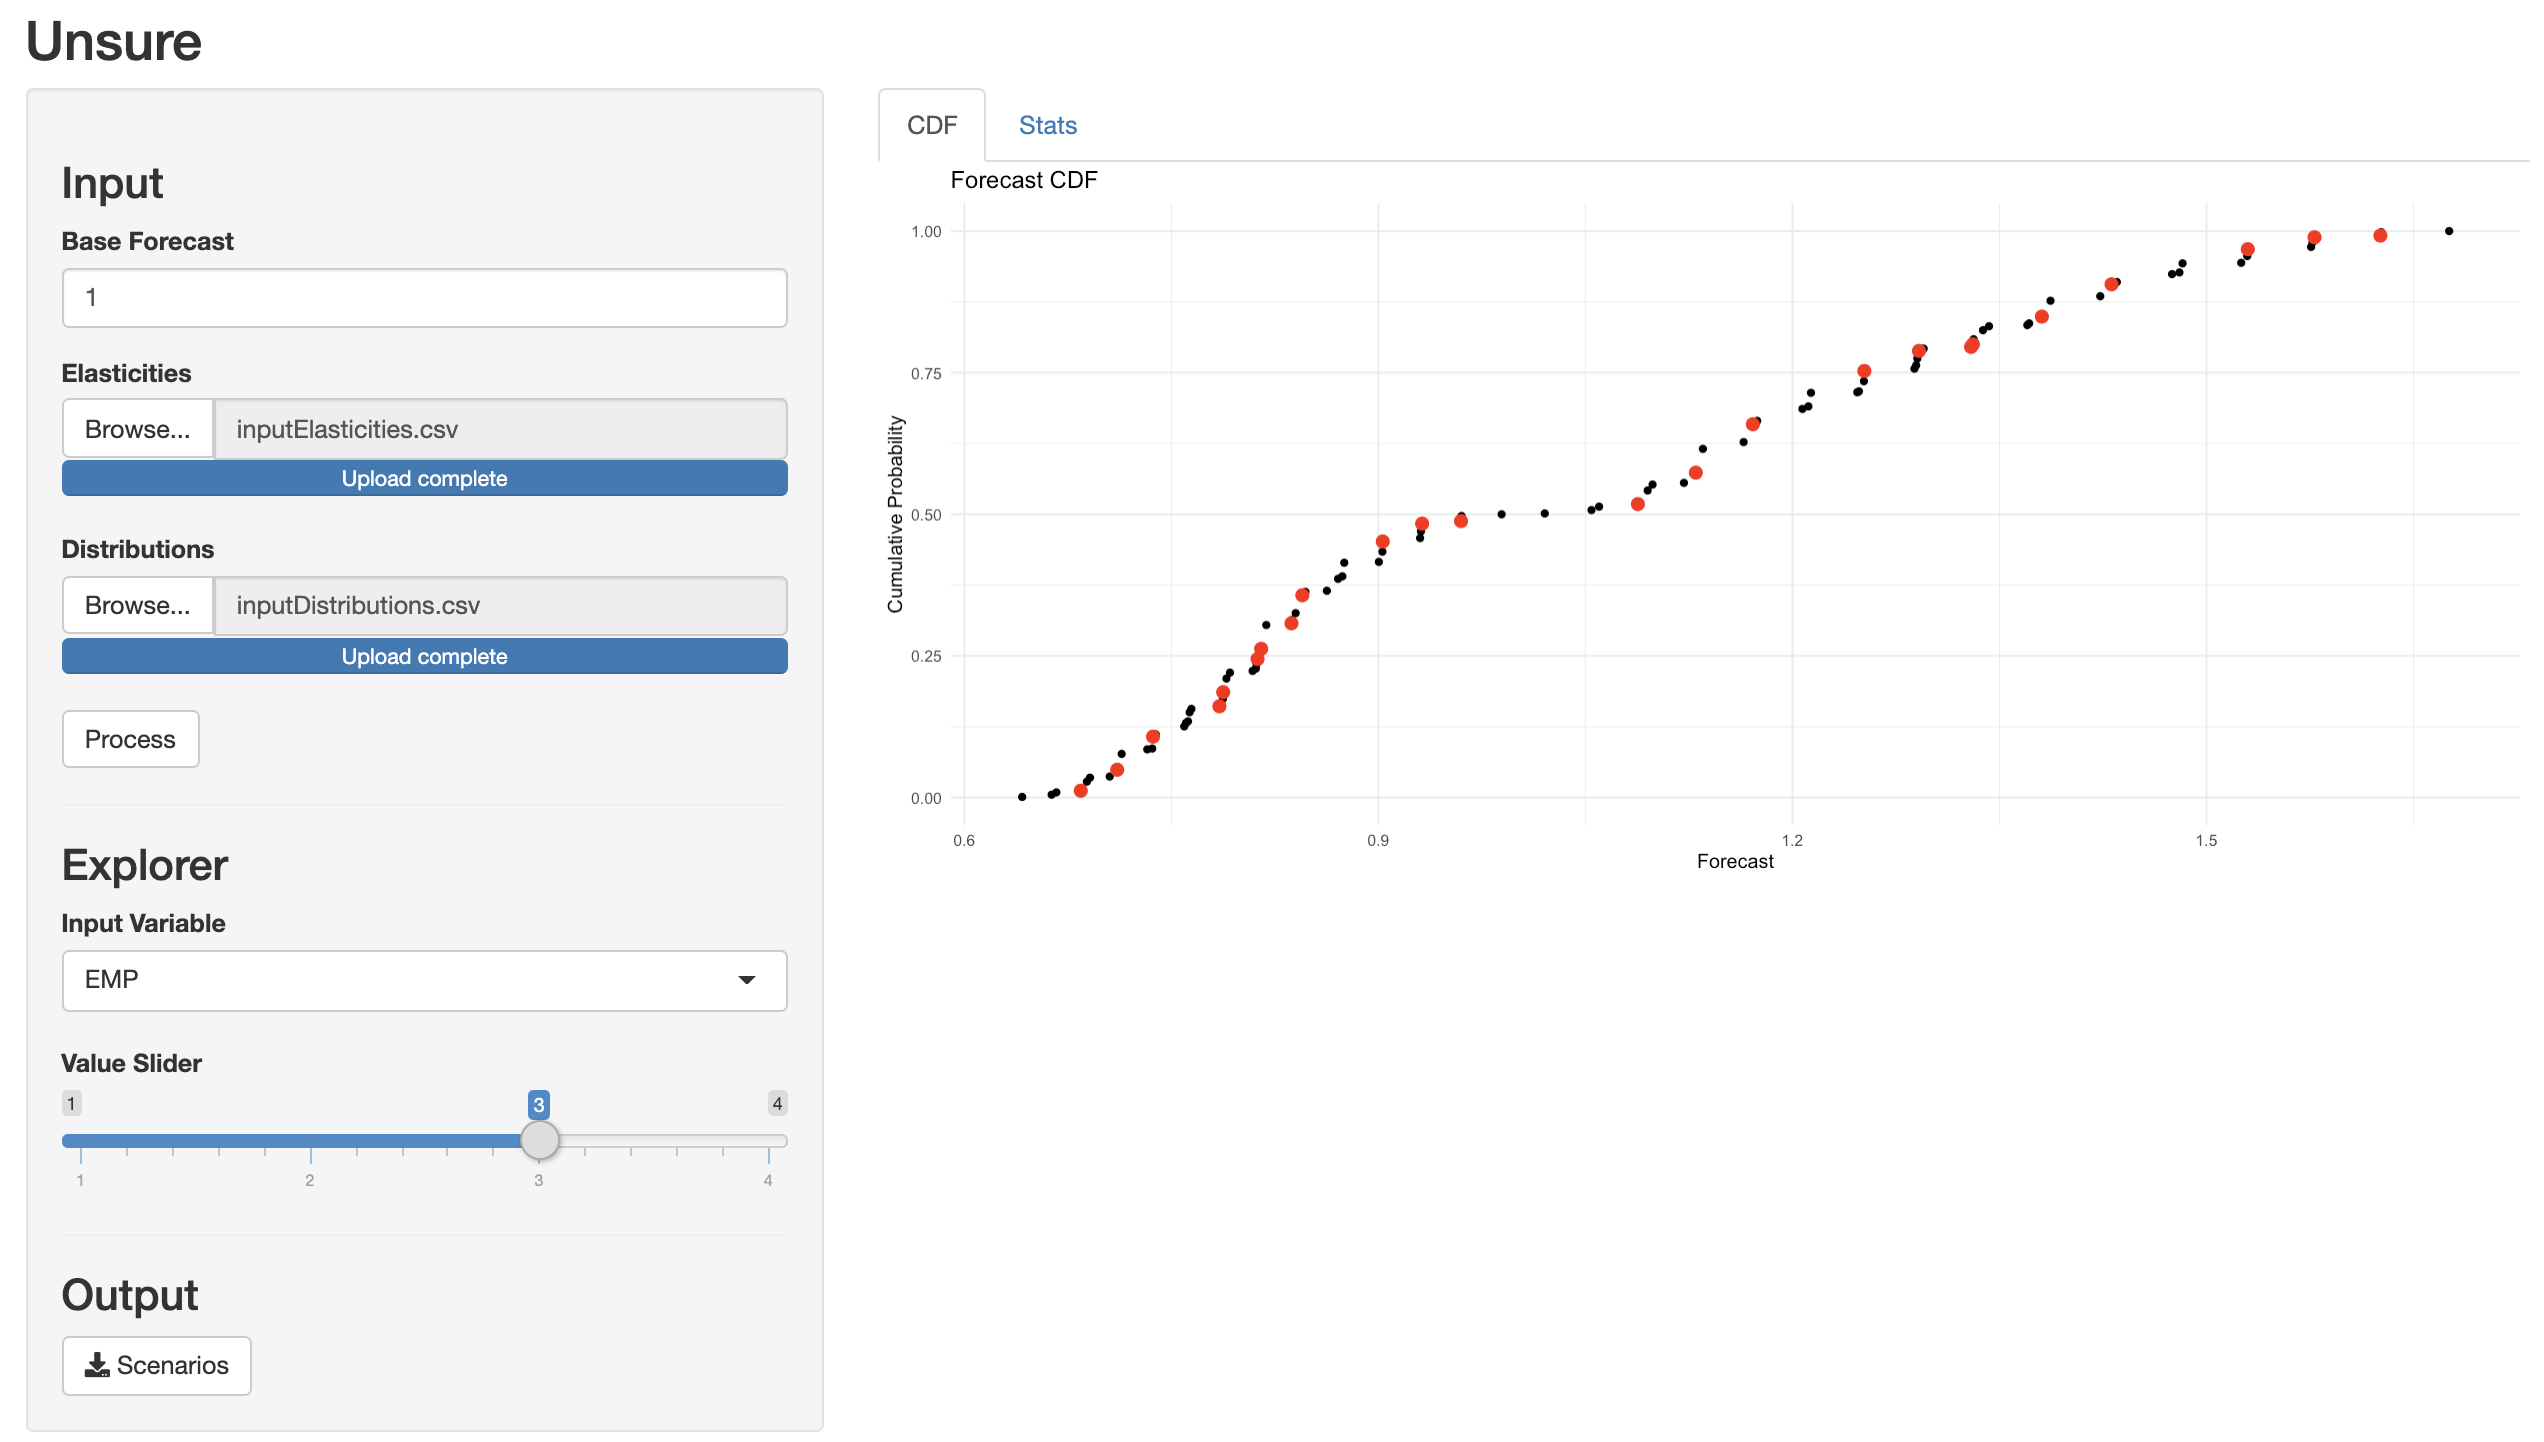 Unsure
Input
Base Forecast
1
Elasticities
Browse... inputElasticities.csv
Upload complete
Distributions
Browse... inputDistributions.csv
Upload complete
Process
Explorer
Input Variable
EMP
Value Slider
1 3 4
1 2 3 4
Output
Scenarios
CDF Stats
Forecast CDF
Cumulative Probability
1.00
0.75
0.50
0.25
0.00
0.6 0.9 1.2 1.5
Forecast